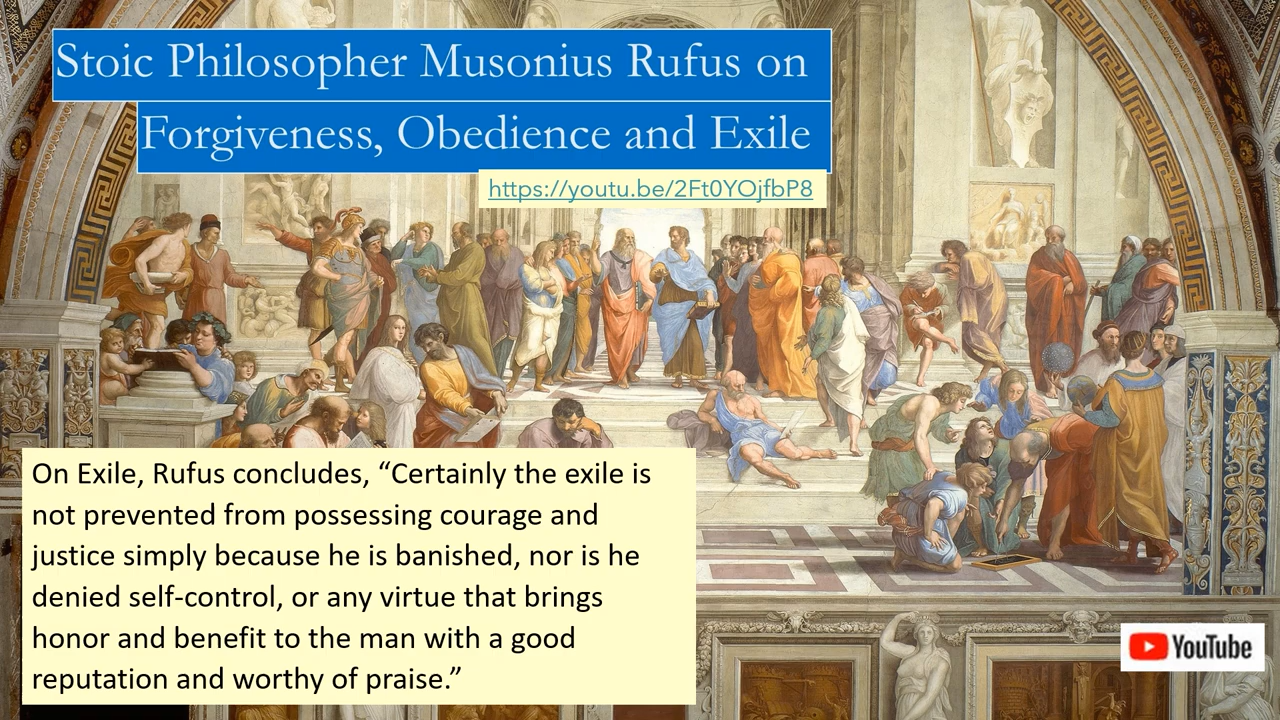 Stoic Philosopher Musonius Rufus on
Forgiveness, Obedience and Exile
https://youtu.be/2Ft0YOjfbP8
On Exile, Rufus concludes, “Certainly the exile is
not prevented from possessing courage and
justice simply because he is banished, nor is he
denied self-control, or any virtue that brings
honor and benefit to the man with a good
reputation and worthy of praise.”
YouTube